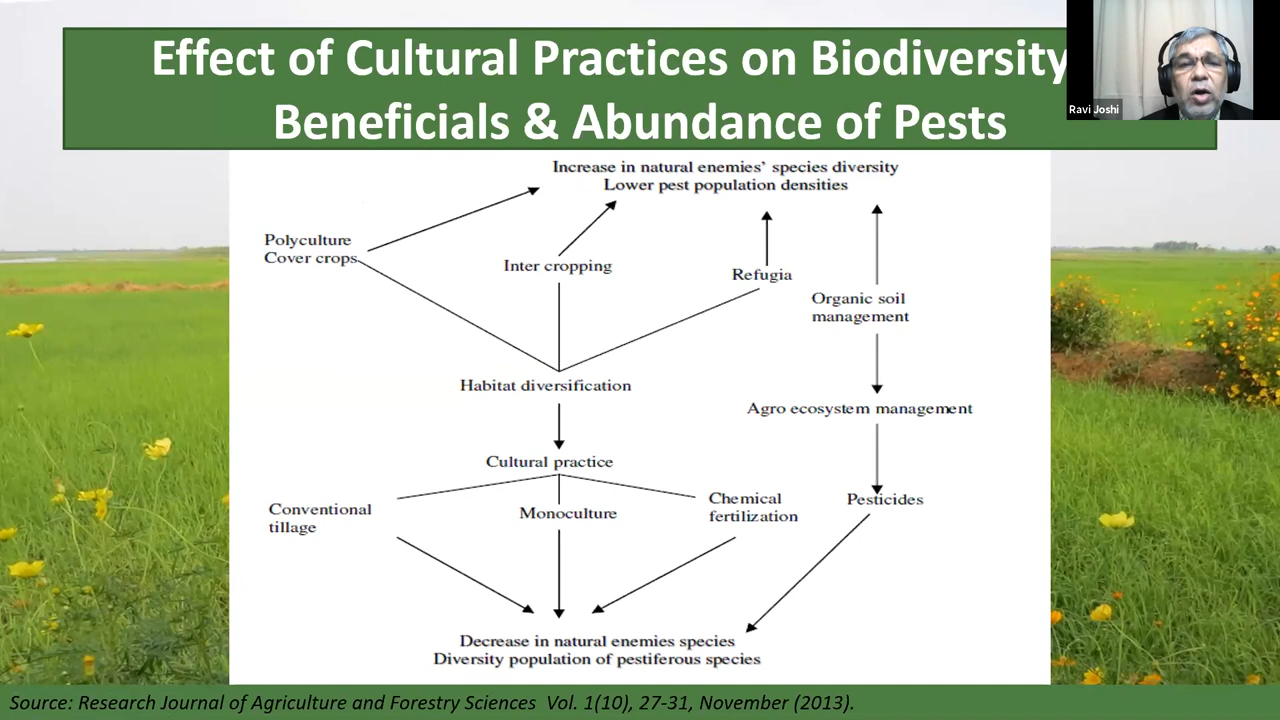 Effect of Cultural Practices on Biodiversity
Beneficials & Abundance of Pests
Ravi Joshi
Increase in natural enemies' species diversity
Lower pest population densities
Polyculture
Cover crops
Inter cropping
Refugia
Organic soil
management
Habitat diversification
Agro ecosystem management
Cultural practice
Conventional
tillage
Monoculture
Chemical
fertilization
Pesticides
Decrease in natural enemies species
Diversity population of pestiferous species
Source: Research Journal of Agriculture and Forestry Sciences Vol. 1(10), 27-31, November (2013).